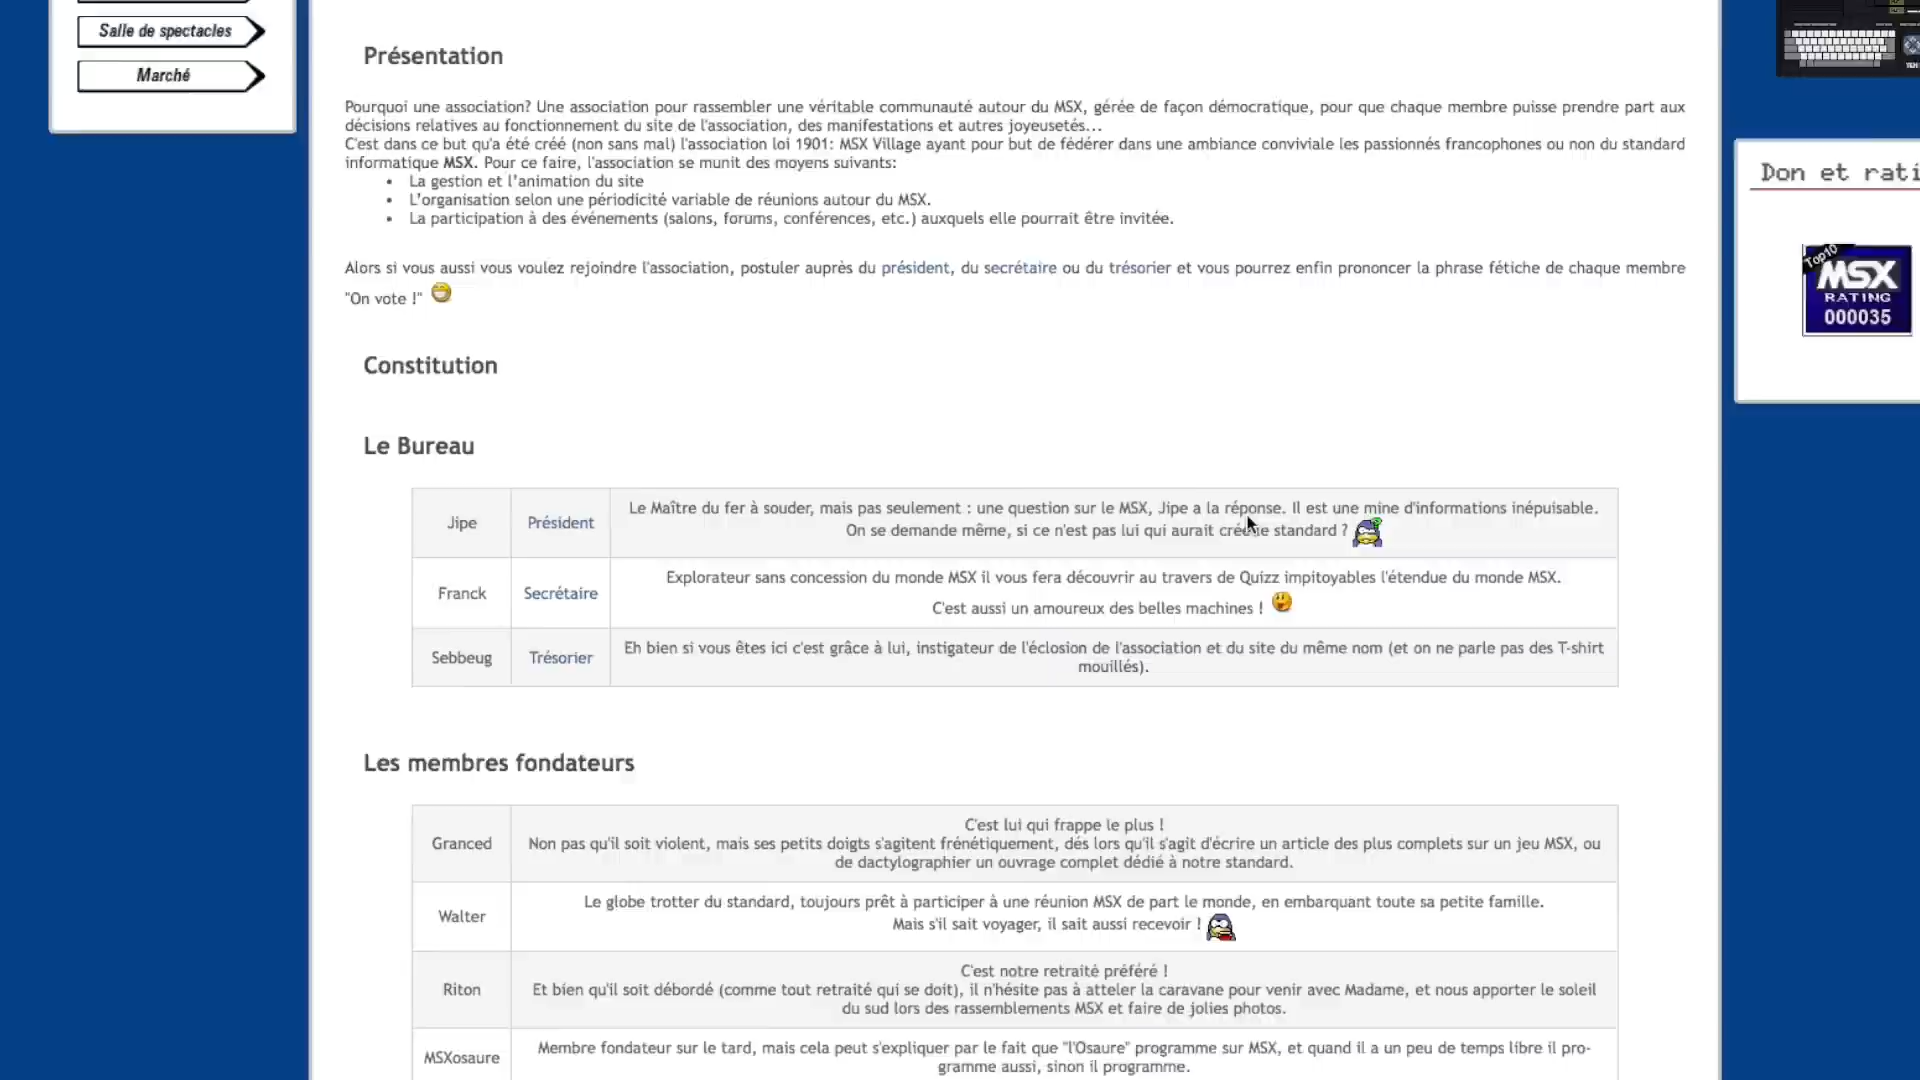 Salle de spectacles
Marché
Présentation
Pourquoi une association? Une association pour rassembler une véritable communauté autour du MSX, gérée de façon démocratique, pour que chaque membre puisse prendre part aux
décisions relatives au fonctionnement du site de l'association, des manifestations et autres joyeusetés...
C'est dans ce but qu'a été créé (non sans mal) l'association loi 1901: MSX Village ayant pour but de fédérer dans une ambiance conviviale les passionnés francophones ou non du standard
informatique MSX. Pour ce faire, l'association se munit des moyens suivants:
• La gestion et l’animation du site
• L’organisation selon une périodicité variable de réunions autour du MSX.
• La participation à des événements (salons, forums, conférences, etc.) auxquels elle pourrait être invitée.
Alors si vous aussi vous voulez rejoindre l'association, postuler auprès du président, du secrétaire ou du trésorier et vous pourrez enfin prononcer la phrase fétiche de chaque membre
"On vote !"
Constitution
Le Bureau
Jipe
Président
Le Maître du fer à souder, mais pas seulement : une question sur le MSX, Jipe a la réponse. Il est une mine d'informations inépuisable.
On se demande même, si ce n'est pas lui qui aurait créé le standard ?
Franck
Secrétaire
Explorateur sans concession du monde MSX il vous fera découvrir au travers de Quizz impitoyables l'étendue du monde MSX.
C'est aussi un amoureux des belles machines !
Sebbeug
Trésorier
Eh bien si vous êtes ici c'est grâce à lui, instigateur de l'éclosion de l'association et du site du même nom (et on ne parle pas des T-shirt
mouillés).
Les membres fondateurs
Granced
C'est lui qui frappe le plus !
Non pas qu'il soit violent, mais ses petits doigts s'agitent frénétiquement, dés lors qu'il s'agit d'écrire un article des plus complets sur un jeu MSX, ou
de dactylographier un ouvrage complet dédié à notre standard.
Walter
Le globe trotter du standard, toujours prêt à participer à une réunion MSX de part le monde, en embarquant toute sa petite famille.
Mais s'il sait voyager, il sait aussi recevoir !
Riton
C'est notre retraité préféré !
Et bien qu'il soit débordé (comme tout retraité qui se doit), il n'hésite pas à atteler la caravane pour venir avec Madame, et nous apporter le soleil
du sud lors des rassemblements MSX et faire de jolies photos.
MSXosaure
Membre fondateur sur le tard, mais cela peut s'expliquer par le fait que "l'Osaure" programme sur MSX, et quand il a un peu de temps libre il pro-
gramme aussi, sinon il programme.
Don et rati
Top10
MSX
RATING
000035